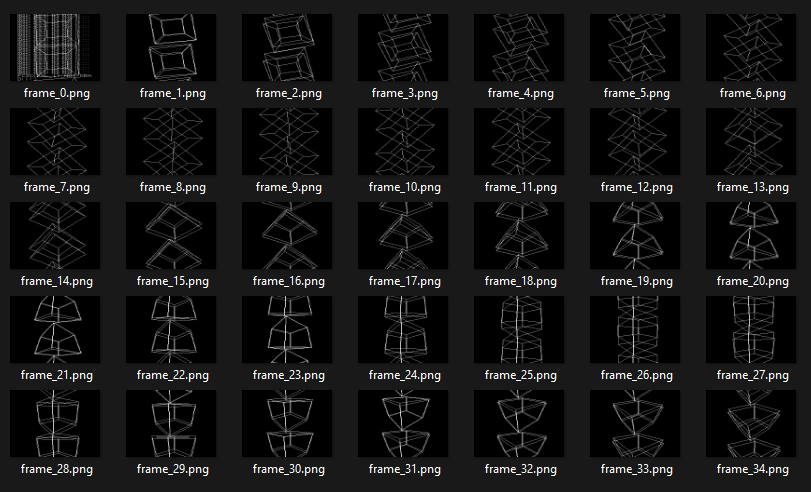 frame_0.png frame_1.png frame_2.png frame_3.png frame_4.png frame_5.png frame_6.png
frame_7.png frame_8.png frame_9.png frame_10.png frame_11.png frame_12.png frame_13.png
frame_14.png frame_15.png frame_16.png frame_17.png frame_18.png frame_19.png frame_20.png
frame_21.png frame_22.png frame_23.png frame_24.png frame_25.png frame_26.png frame_27.png
frame_28.png frame_29.png frame_30.png frame_31.png frame_32.png frame_33.png frame_34.png